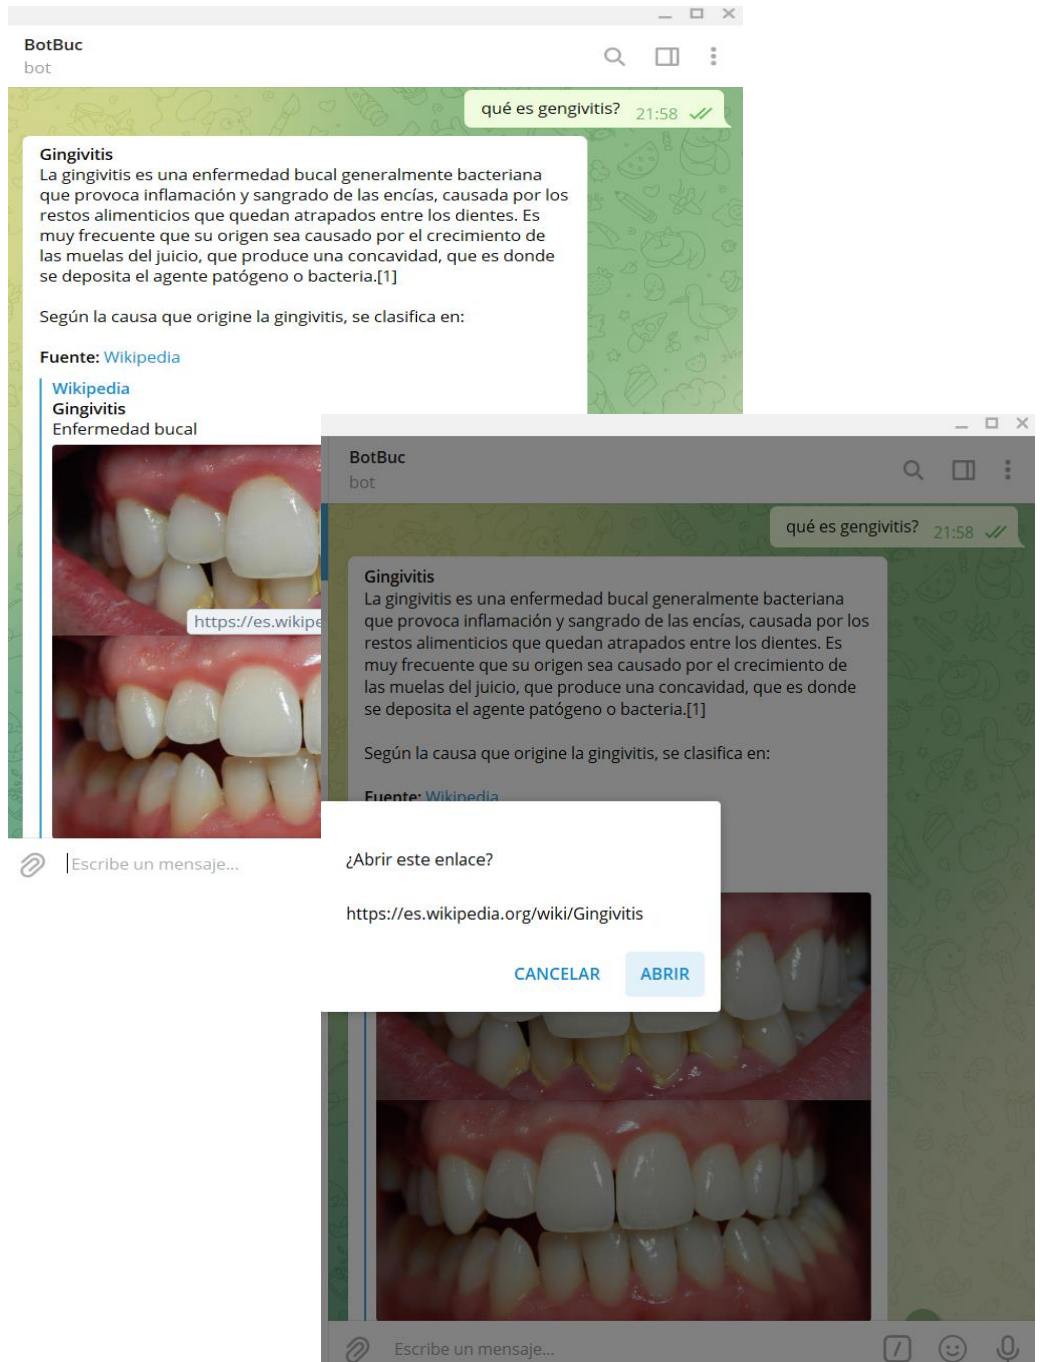 BotBuc
bot
qué es gengivitis? 21:58
Gingivitis
La gingivitis es una enfermedad bucal generalmente bacteriana
que provoca inflamación y sangrado de las encías, causada por los
restos alimenticios que quedan atrapados entre los dientes. Es
muy frecuente que su origen sea causado por el crecimiento de
las muelas del juicio, que produce una concavidad, que es donde
se deposita el agente patógeno o bacteria.[1]
Según la causa que origine la gingivitis, se clasifica en:
Fuente: Wikipedia
Wikipedia
Gingivitis
Enfermedad bucal
https://es.wikipe
Escribe un mensaje...
BotBuc
bot
qué es gengivitis? 21:58
Gingivitis
La gingivitis es una enfermedad bucal generalmente bacteriana
que provoca inflamación y sangrado de las encías, causada por los
restos alimenticios que quedan atrapados entre los dientes. Es
muy frecuente que su origen sea causado por el crecimiento de
las muelas del juicio, que produce una concavidad, que es donde
se deposita el agente patógeno o bacteria.[1]
Según la causa que origine la gingivitis, se clasifica en:
Fuente: Wikipedia
¿Abrir este enlace?
https://es.wikipedia.org/wiki/Gingivitis
CANCELAR ABRIR
Escribe un mensaje...